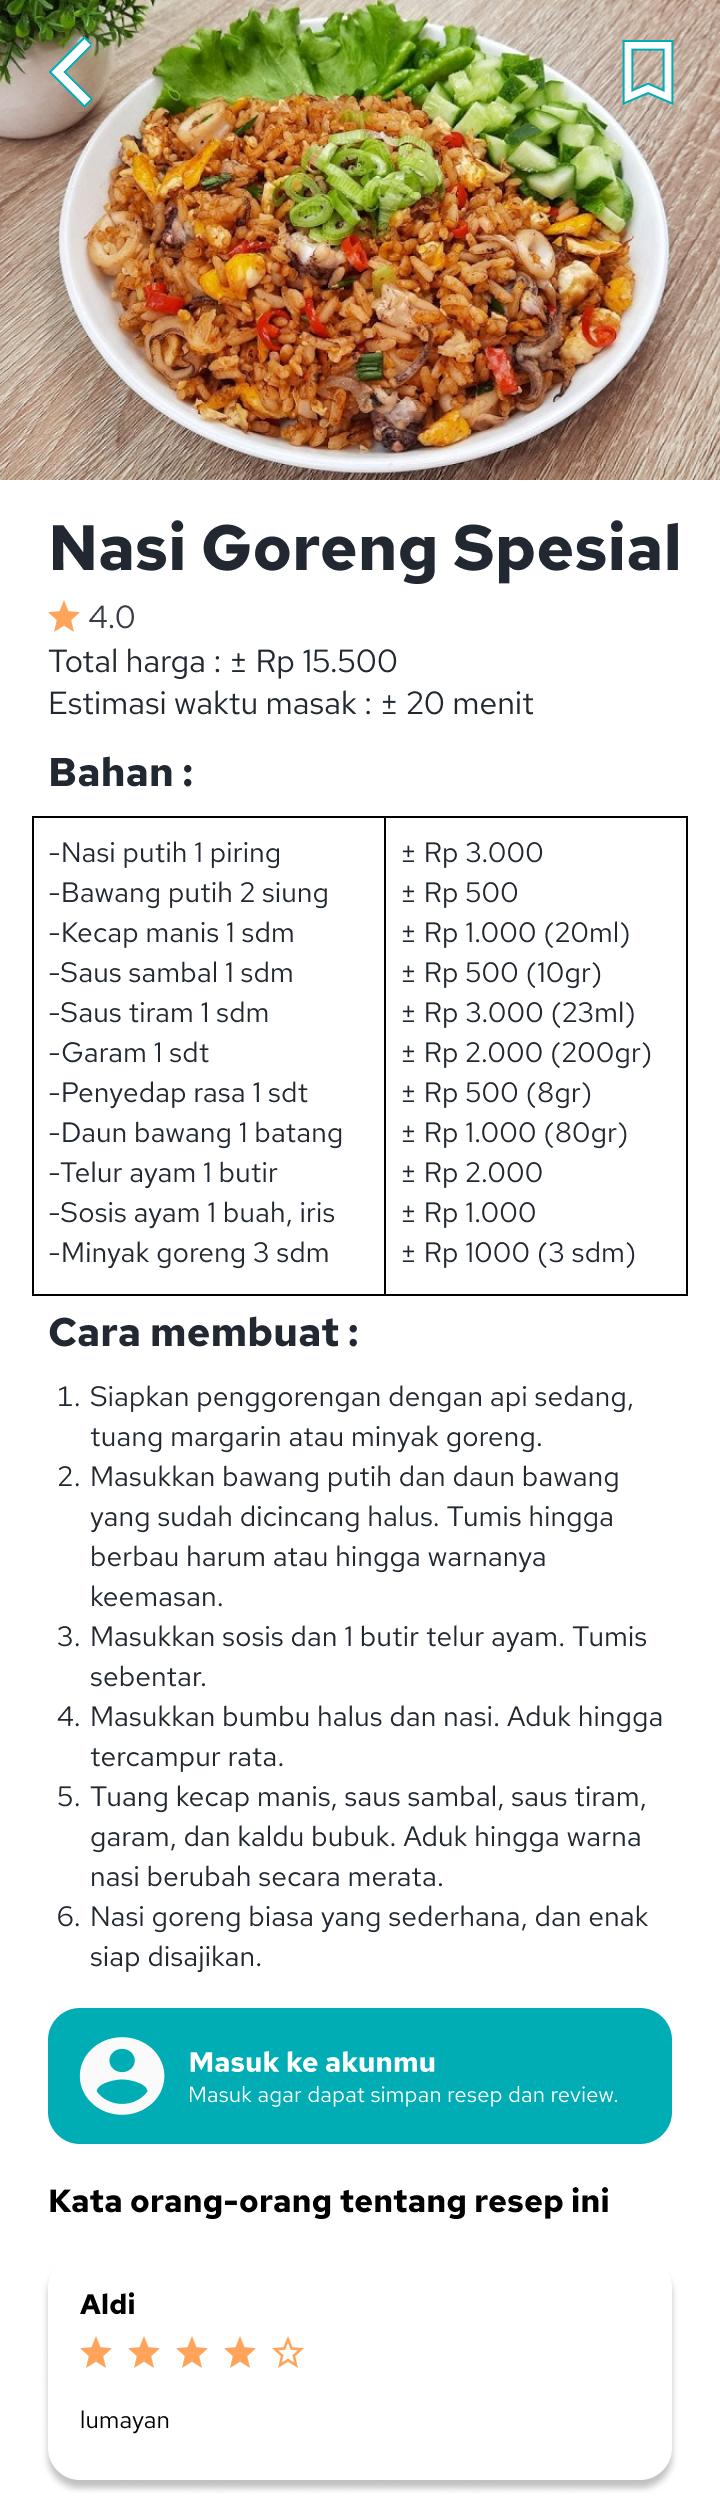 Nasi Goreng Spesial
4.0
Total harga : ± Rp 15.500
Estimasi waktu masak : ± 20 menit
Bahan :
-Nasi putih 1 piring ± Rp 3.000
-Bawang putih 2 siung ± Rp 500
-Kecap manis 1 sdm ± Rp 1.000 (20ml)
-Saus sambal 1 sdm ± Rp 500 (10gr)
-Saus tiram 1 sdm ± Rp 3.000 (23ml)
-Garam 1 sdt ± Rp 2.000 (200gr)
-Penyedap rasa 1 sdt ± Rp 500 (8gr)
-Daun bawang 1 batang ± Rp 1.000 (80gr)
-Telur ayam 1 butir ± Rp 2.000
-Sosis ayam 1 buah, iris ± Rp 1.000
-Minyak goreng 3 sdm ± Rp 1000 (3 sdm)
Cara membuat :
1. Siapkan penggorengan dengan api sedang,
tuang margarin atau minyak goreng.
2. Masukkan bawang putih dan daun bawang
yang sudah dicincang halus. Tumis hingga
berbau harum atau hingga warnanya
keemasan.
3. Masukkan sosis dan 1 butir telur ayam. Tumis
sebentar.
4. Masukkan bumbu halus dan nasi. Aduk hingga
tercampur rata.
5. Tuang kecap manis, saus sambal, saus tiram,
garam, dan kaldu bubuk. Aduk hingga warna
nasi berubah secara merata.
6. Nasi goreng biasa yang sederhana, dan enak
siap disajikan.
Masuk ke akunmu
Masuk agar dapat simpan resep dan review.
Kata orang-orang tentang resep ini
Aldi
lumayan